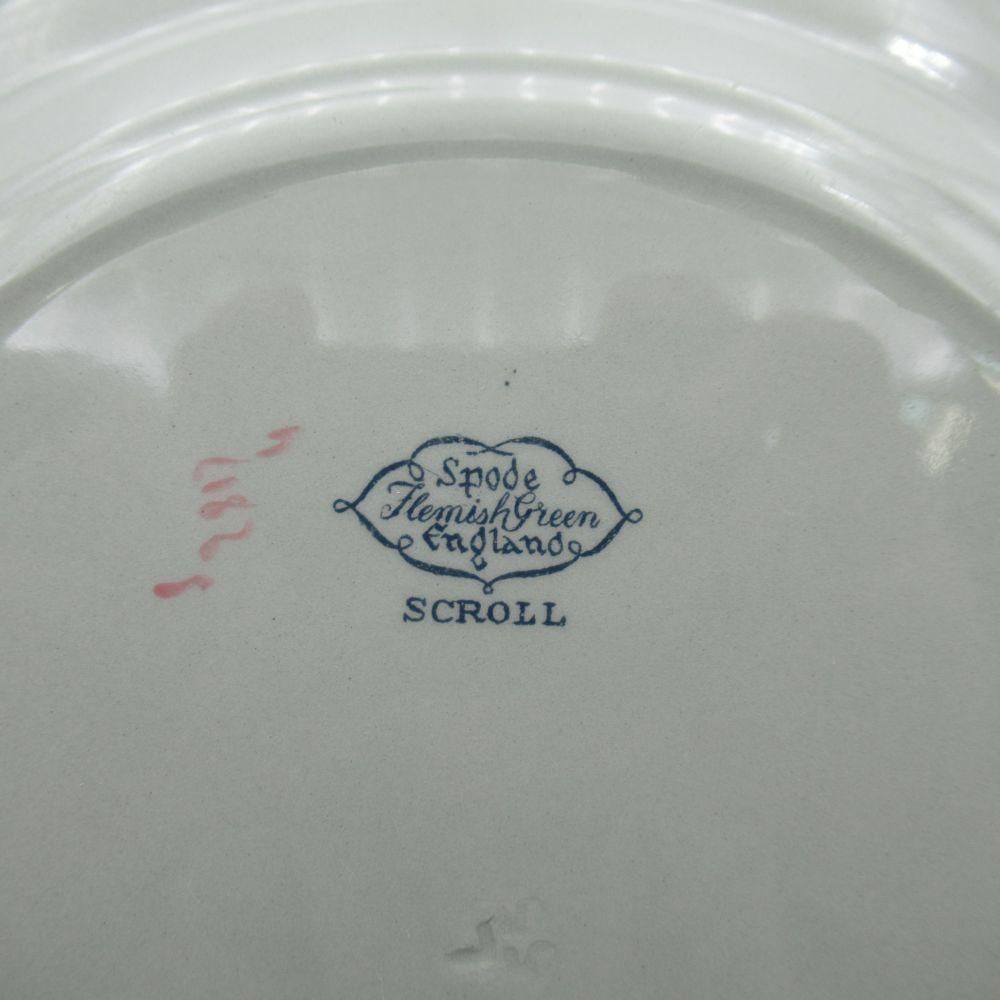 Spode
Flemish Green
England
SCROLL